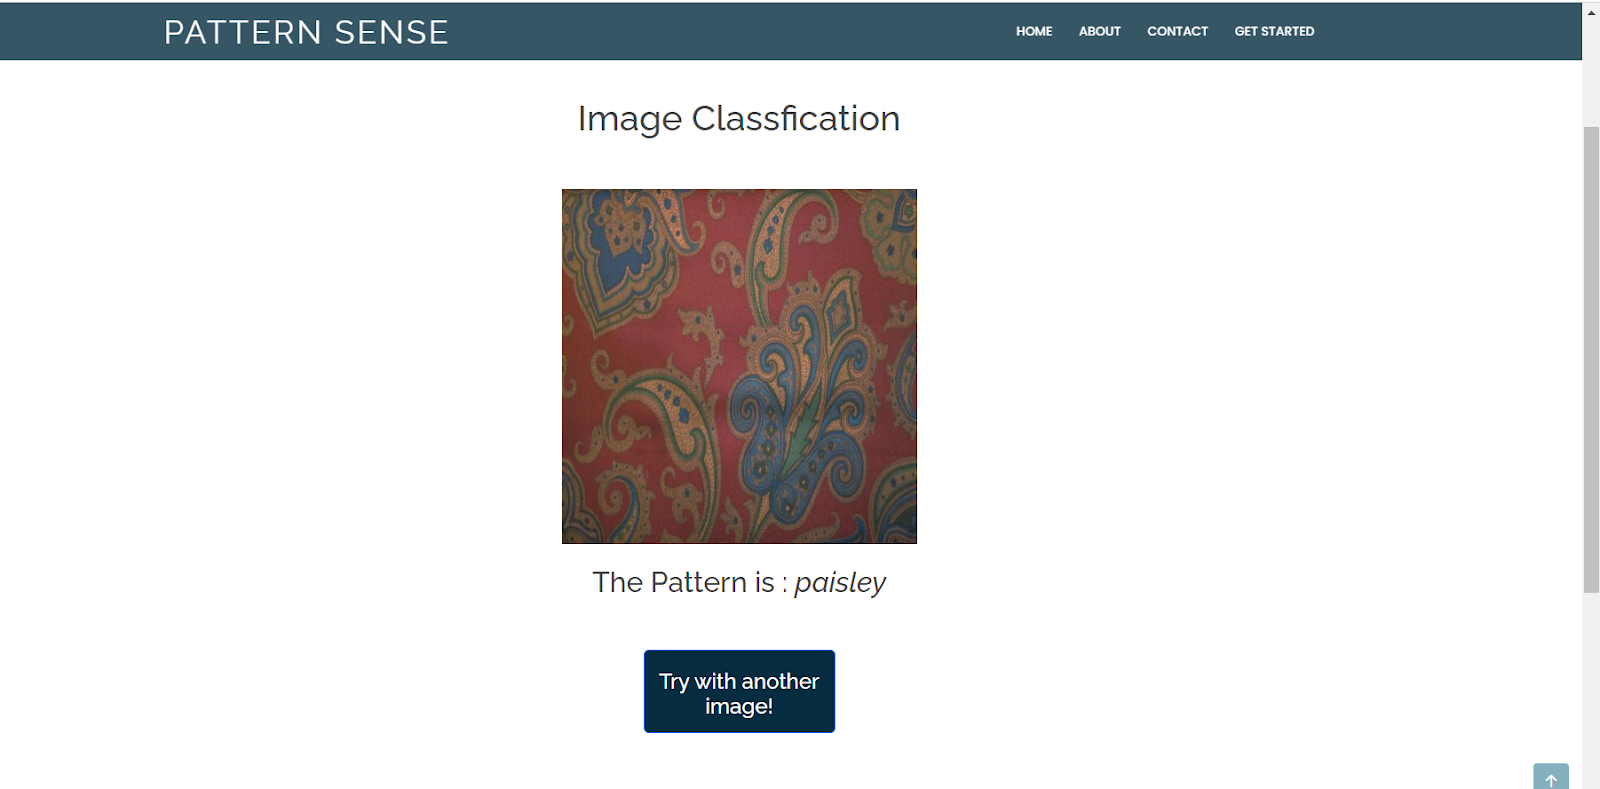 PATTERN SENSE
HOME ABOUT CONTACT GET STARTED
Image Classfication
The Pattern is : paisley
Try with another
image!